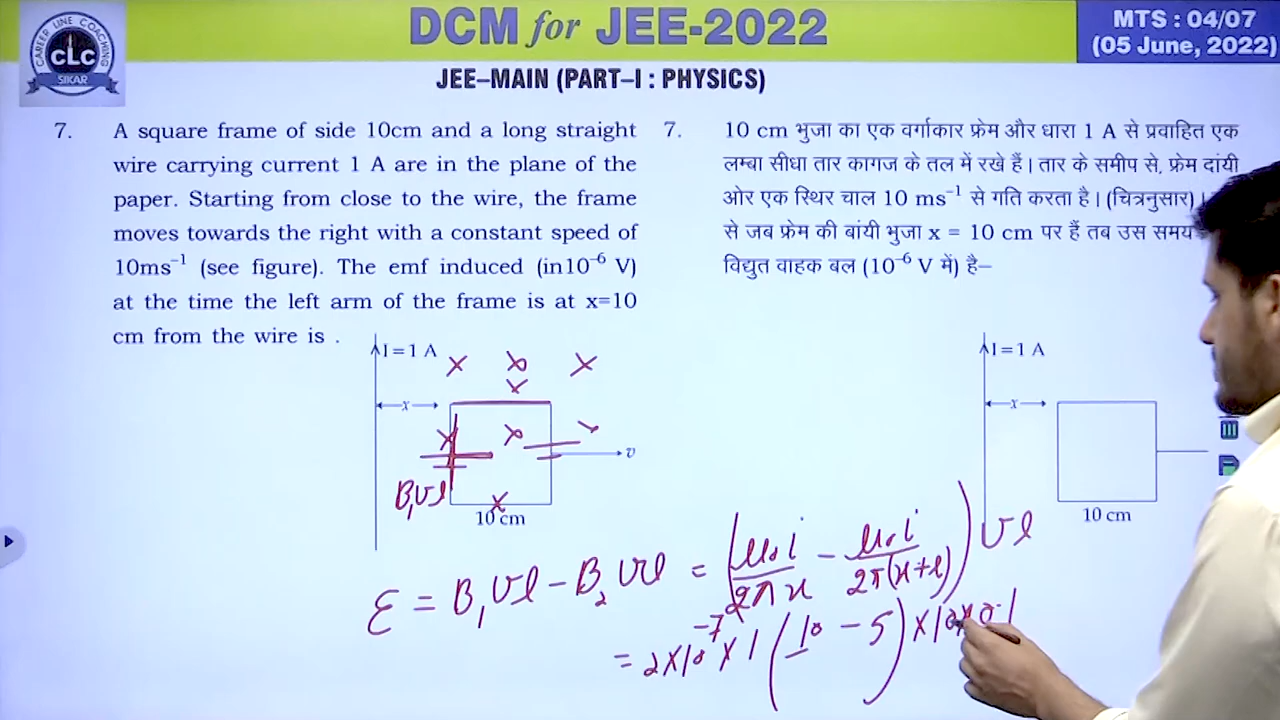 CAREER LINE COACHING
CLC
SIKAR
DCM for JEE-2022
MTS : 04/07
(05 June, 2022)
JEE–MAIN (PART–I : PHYSICS)
7. A square frame of side 10cm and a long straight
wire carrying current 1 A are in the plane of the
paper. Starting from close to the wire, the frame
moves towards the right with a constant speed of
10ms⁻¹ (see figure). The emf induced (in10⁻⁶ V)
at the time the left arm of the frame is at x=10
cm from the wire is .
I=1 A
x
v
B₁vl
10 cm
7. 10 cm भुजा का एक वर्गाकार फ्रेम और धारा 1 A से प्रवाहित एक
लम्बा सीधा तार कागज के तल में रखे हैं। तार के समीप से, फ्रेम दांयी
ओर एक स्थिर चाल 10 ms⁻¹ से गति करता है। (चित्रनुसार)
से जब फ्रेम की बांयी भुजा x = 10 cm पर हैं तब उस समय
विद्युत वाहक बल (10⁻⁶ V में) है–
I=1 A
x
10 cm
ε = B₁vl – B₂vl = (μ₀i/2πx – μ₀i/2π(x+l)) vl
= 2×10⁻⁷×1 (10 – 5)×10×0.1